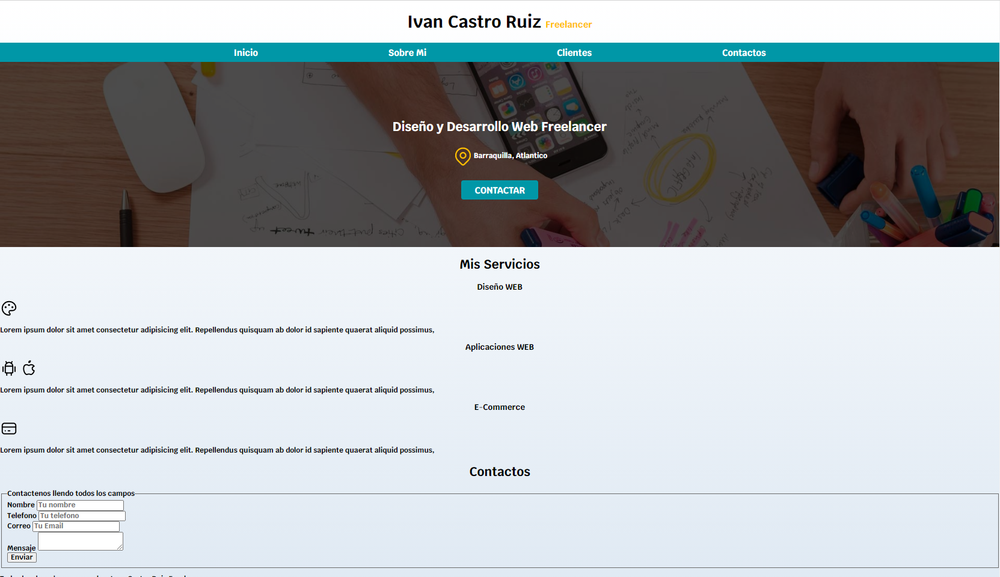 Ivan Castro Ruiz Freelancer
Inicio Sobre Mi Clientes Contactos
Diseño y Desarrollo Web Freelancer
Barraquilla, Atlantico
CONTACTAR
Mis Servicios
Diseño WEB
Lorem ipsum dolor sit amet consectetur adipisicing elit. Repellendus quisquam ab dolor id sapiente quaerat aliquid possimus,
Aplicaciones WEB
Lorem ipsum dolor sit amet consectetur adipisicing elit. Repellendus quisquam ab dolor id sapiente quaerat aliquid possimus,
E-Commerce
Lorem ipsum dolor sit amet consectetur adipisicing elit. Repellendus quisquam ab dolor id sapiente quaerat aliquid possimus,
Contactos
Contactenos llendo todos los campos
Nombre Tu nombre
Telefono Tu telefono
Correo Tu Email
Mensaje
Enviar